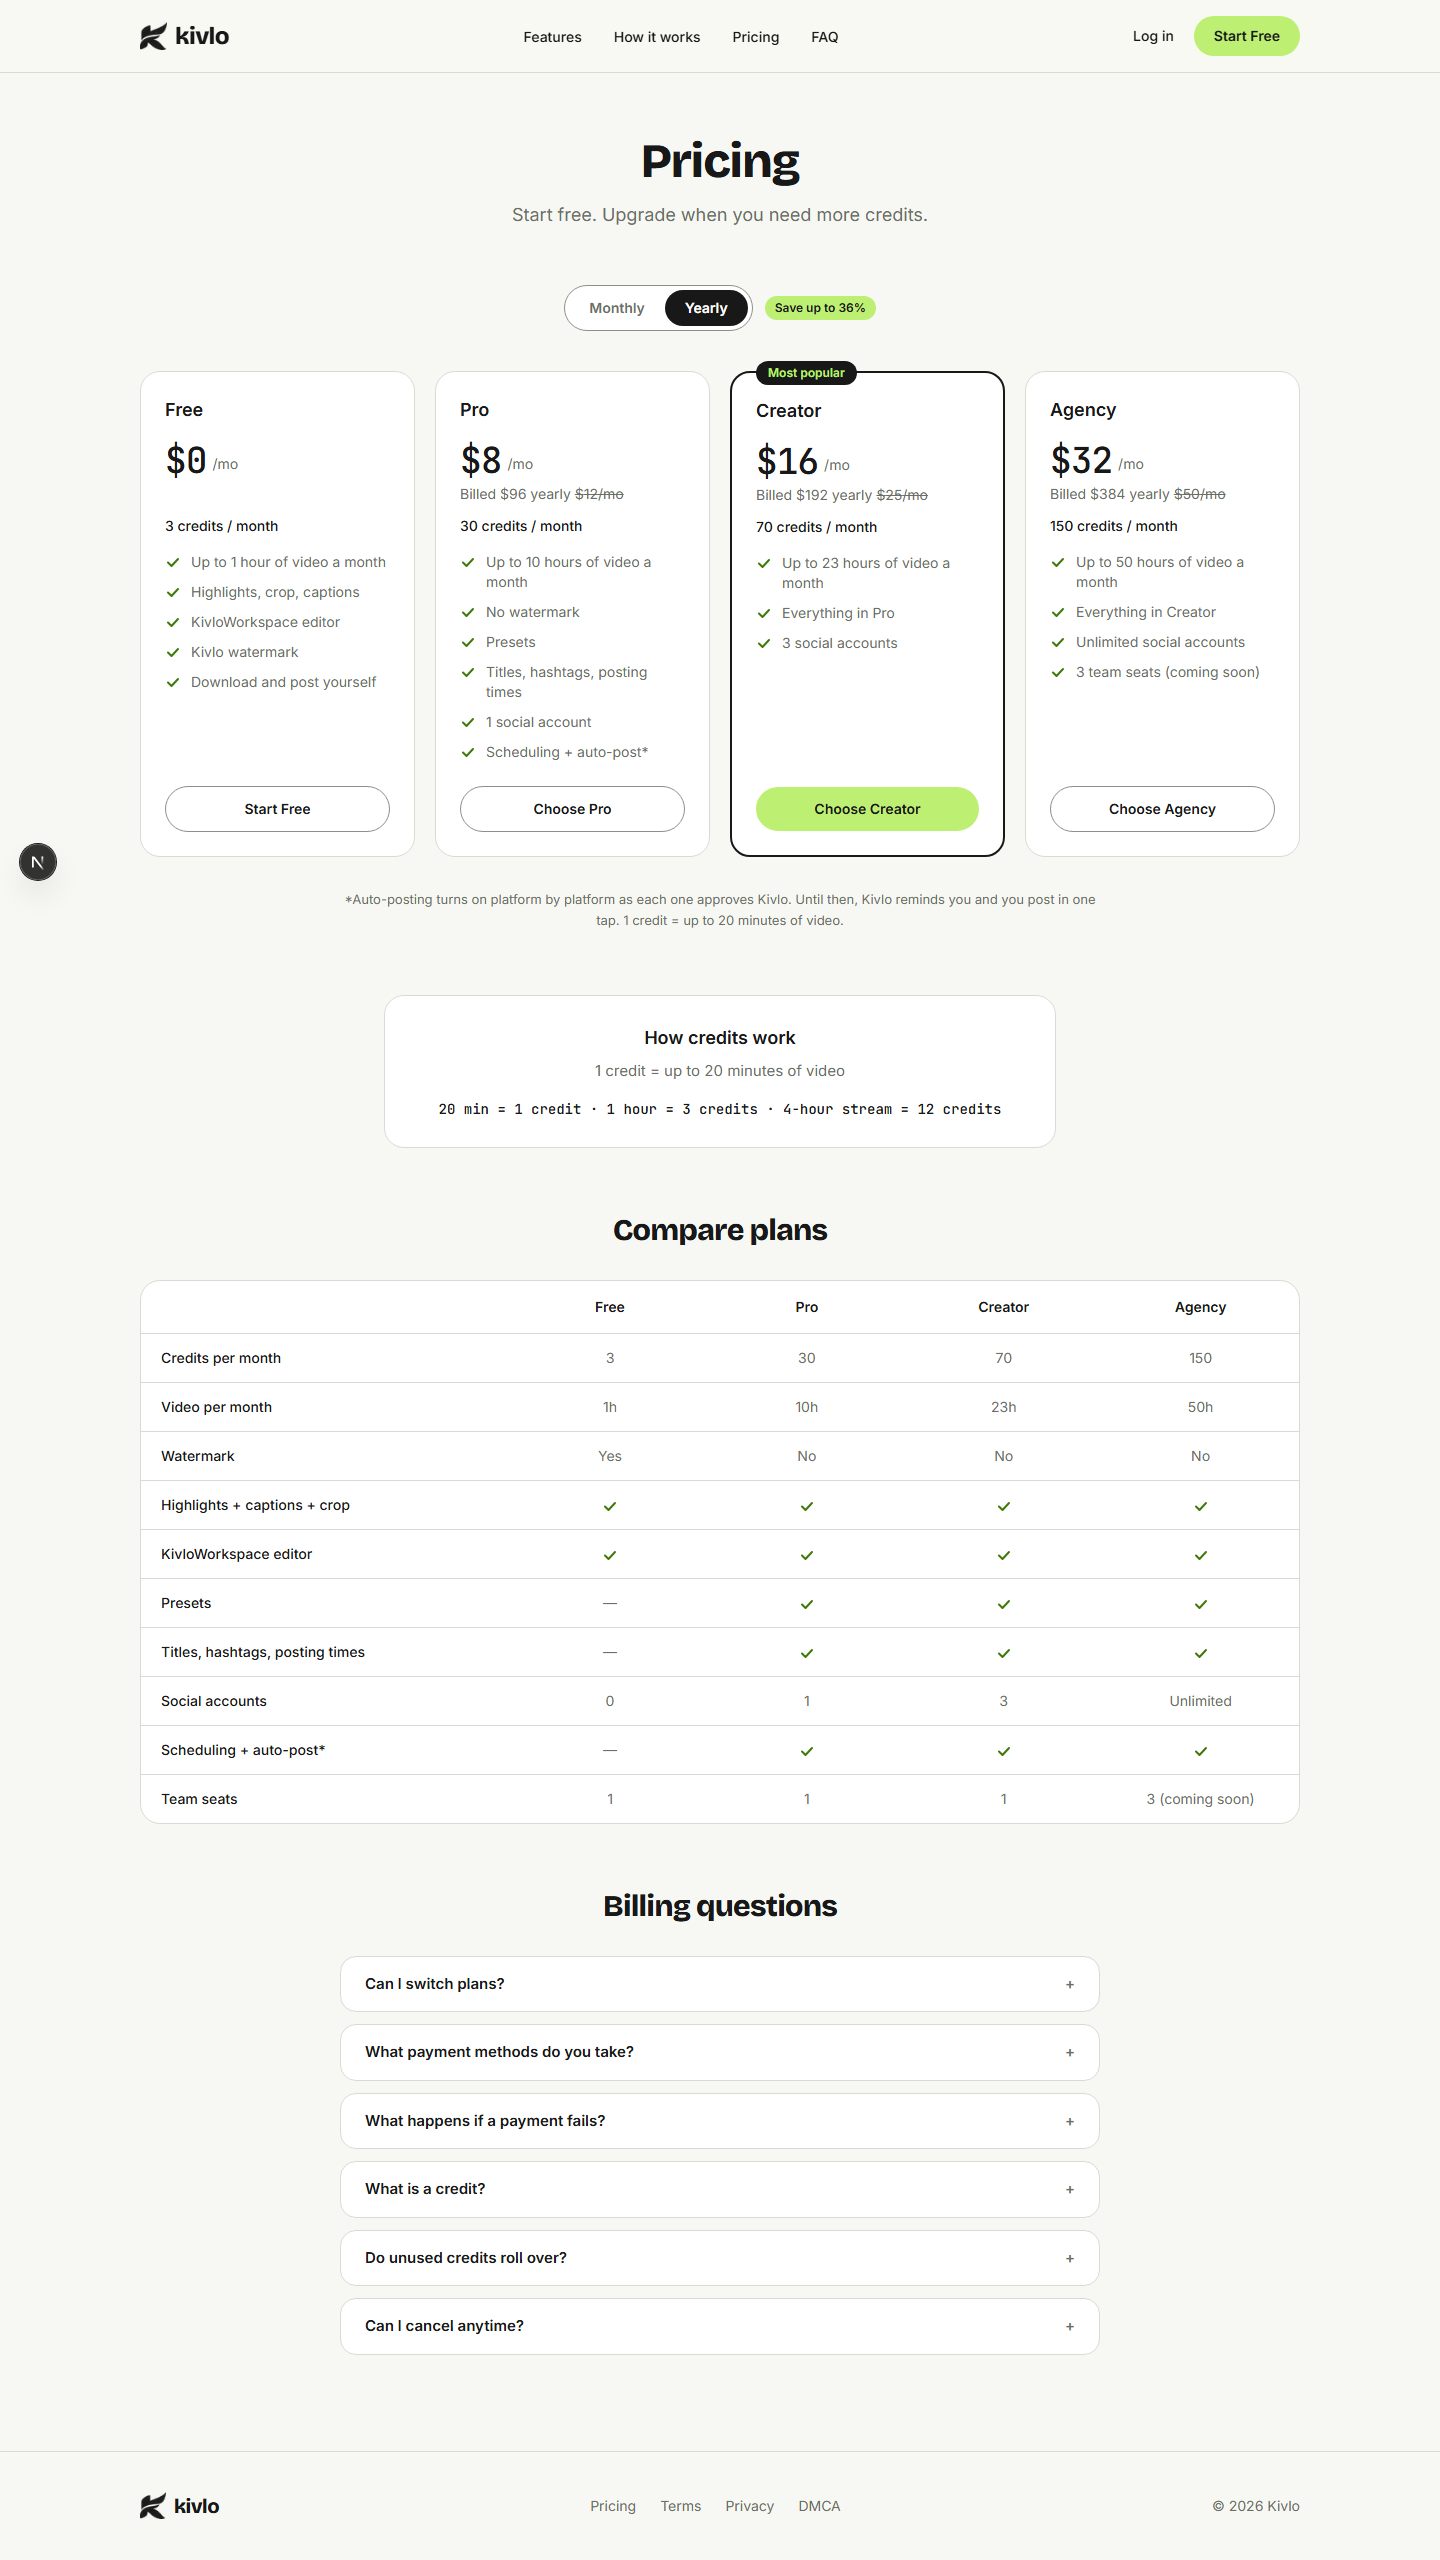 kivlo
Features How it works Pricing FAQ
Log in Start Free
Pricing
Start free. Upgrade when you need more credits.
Monthly Yearly Save up to 36%
Free
$0 /mo
3 credits / month
Up to 1 hour of video a month
Highlights, crop, captions
KivloWorkspace editor
Kivlo watermark
Download and post yourself
Start Free
Pro
$8 /mo
Billed $96 yearly $12/mo
30 credits / month
Up to 10 hours of video a
month
No watermark
Presets
Titles, hashtags, posting
times
1 social account
Scheduling + auto-post*
Choose Pro
Most popular
Creator
$16 /mo
Billed $192 yearly $25/mo
70 credits / month
Up to 23 hours of video a
month
Everything in Pro
3 social accounts
Choose Creator
Agency
$32 /mo
Billed $384 yearly $50/mo
150 credits / month
Up to 50 hours of video a
month
Everything in Creator
Unlimited social accounts
3 team seats (coming soon)
Choose Agency
N
*Auto-posting turns on platform by platform as each one approves Kivlo. Until then, Kivlo reminds you and you post in one
tap. 1 credit = up to 20 minutes of video.
How credits work
1 credit = up to 20 minutes of video
20 min = 1 credit · 1 hour = 3 credits · 4-hour stream = 12 credits
Compare plans
Free Pro Creator Agency
Credits per month 3 30 70 150
Video per month 1h 10h 23h 50h
Watermark Yes No No No
Highlights + captions + crop
KivloWorkspace editor
Presets —
Titles, hashtags, posting times —
Social accounts 0 1 3 Unlimited
Scheduling + auto-post* —
Team seats 1 1 1 3 (coming soon)
Billing questions
Can I switch plans? +
What payment methods do you take? +
What happens if a payment fails? +
What is a credit? +
Do unused credits roll over? +
Can I cancel anytime? +
kivlo
Pricing Terms Privacy DMCA
© 2026 Kivlo